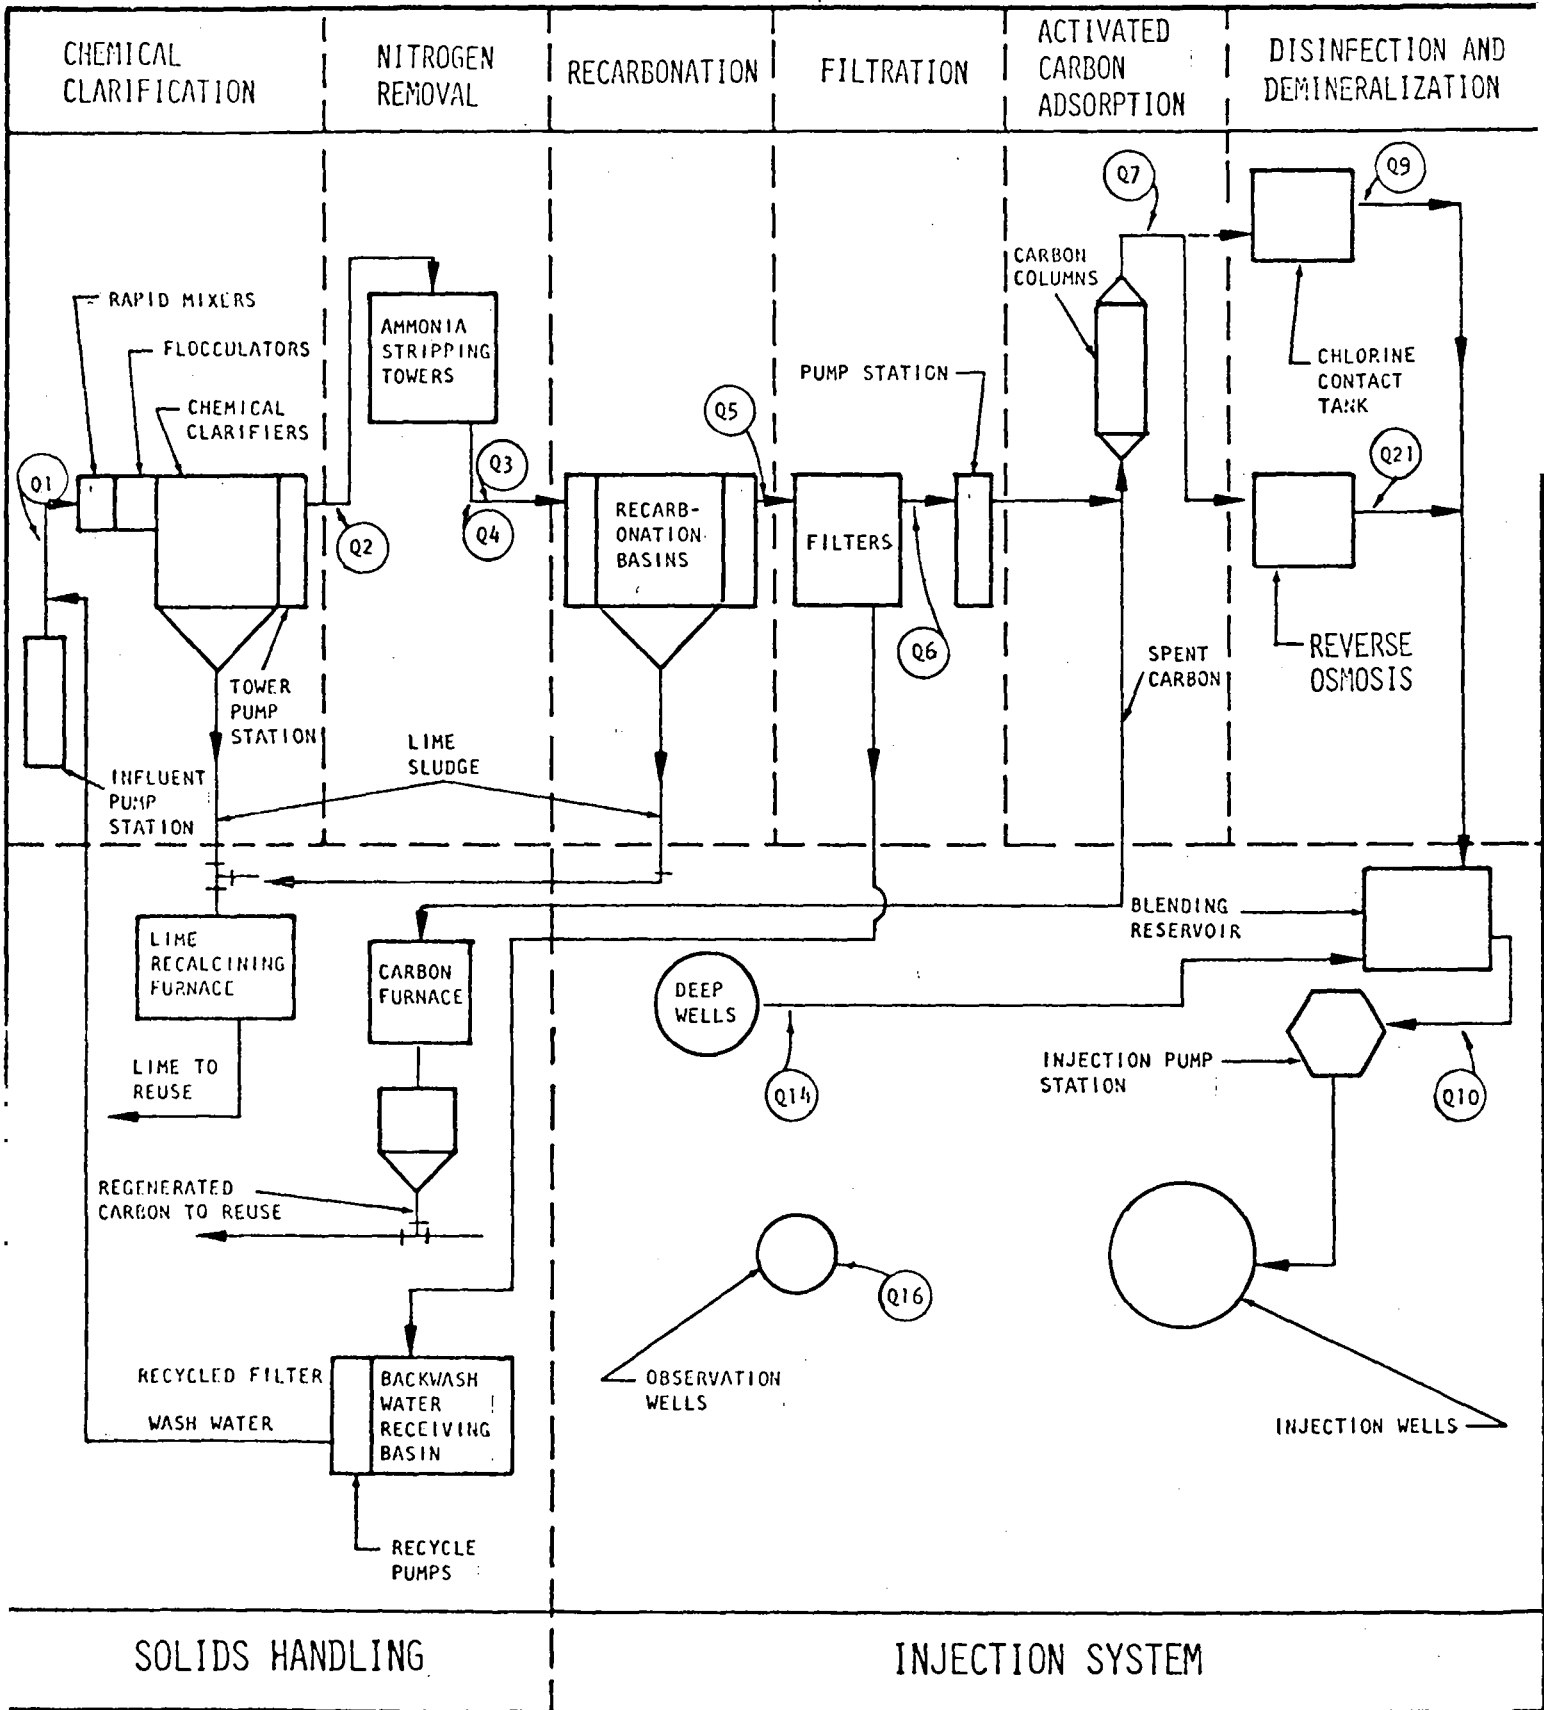 CHEMICAL
CLARIFICATION
NITROGEN
REMOVAL
RECARBONATION
FILTRATION
ACTIVATED
CARBON
ADSORPTION
DISINFECTION AND
DEMINERALIZATION
Q7
Q9
CARBON
COLUMNS
RAPID MIXERS
FLOCCULATORS
CHEMICAL
CLARIFIERS
AMMONIA
STRIPPING
TOWERS
PUMP STATION
CHLORINE
CONTACT
TANK
Q1
Q2
Q3
Q4
Q5
Q21
RECARB-
ONATION
BASINS
FILTERS
Q6
TOWER
PUMP
STATION
SPENT
CARBON
REVERSE
OSMOSIS
INFLUENT
PUMP
STATION
LIME
SLUDGE
LIME
RECALCINING
FURNACE
CARBON
FURNACE
DEEP
WELLS
BLENDING
RESERVOIR
LIME TO
REUSE
Q14
INJECTION PUMP
STATION
Q10
REGENERATED
CARBON TO REUSE
Q16
RECYCLED FILTER
WASH WATER
BACKWASH
WATER
RECEIVING
BASIN
OBSERVATION
WELLS
INJECTION WELLS
RECYCLE
PUMPS
SOLIDS HANDLING
INJECTION SYSTEM